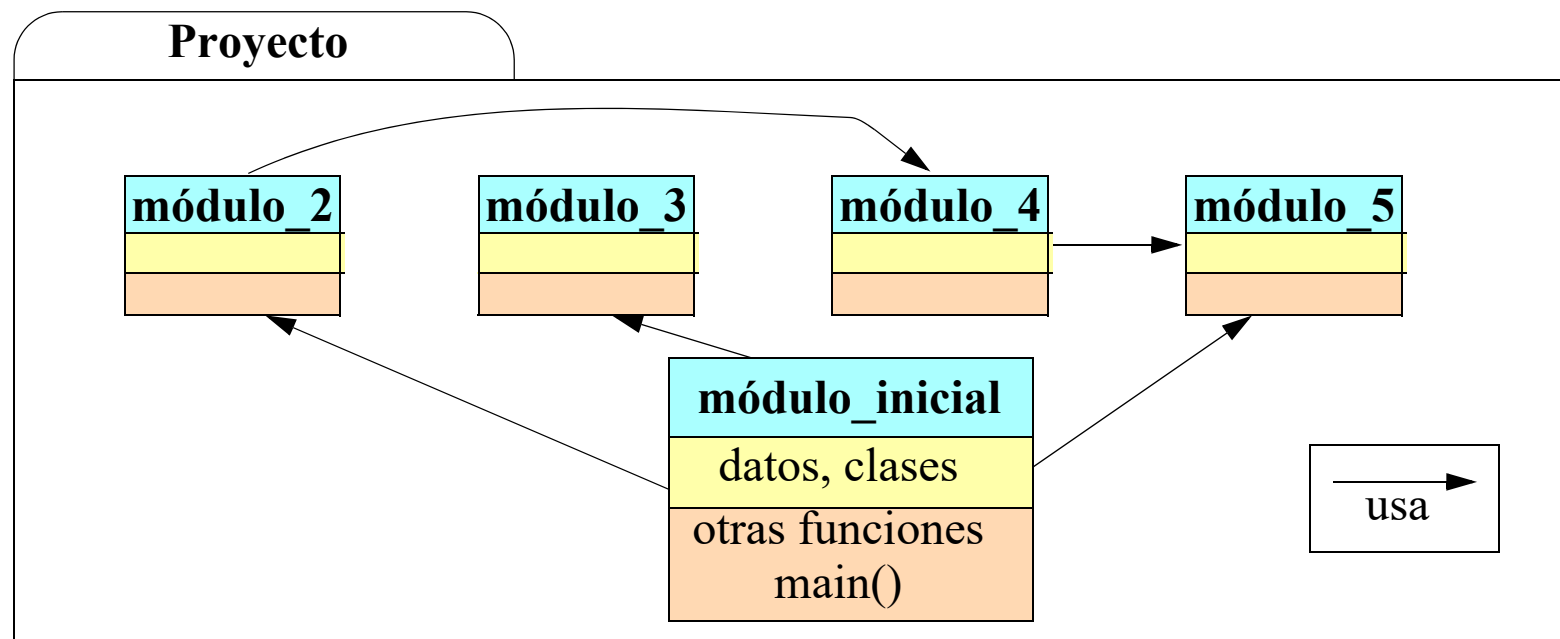 Proyecto
módulo_2
módulo_3
módulo_4
módulo_5
módulo_inicial
datos, clases
otras funciones
main()
usa